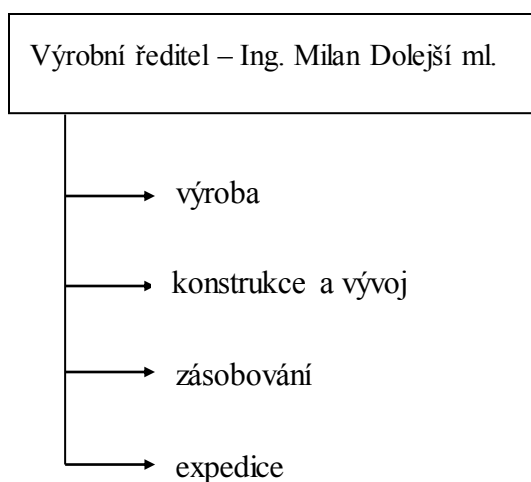 Výrobní ředitel – Ing. Milan Dolejší ml.
výroba
konstrukce a vývoj
zásobování
expedice